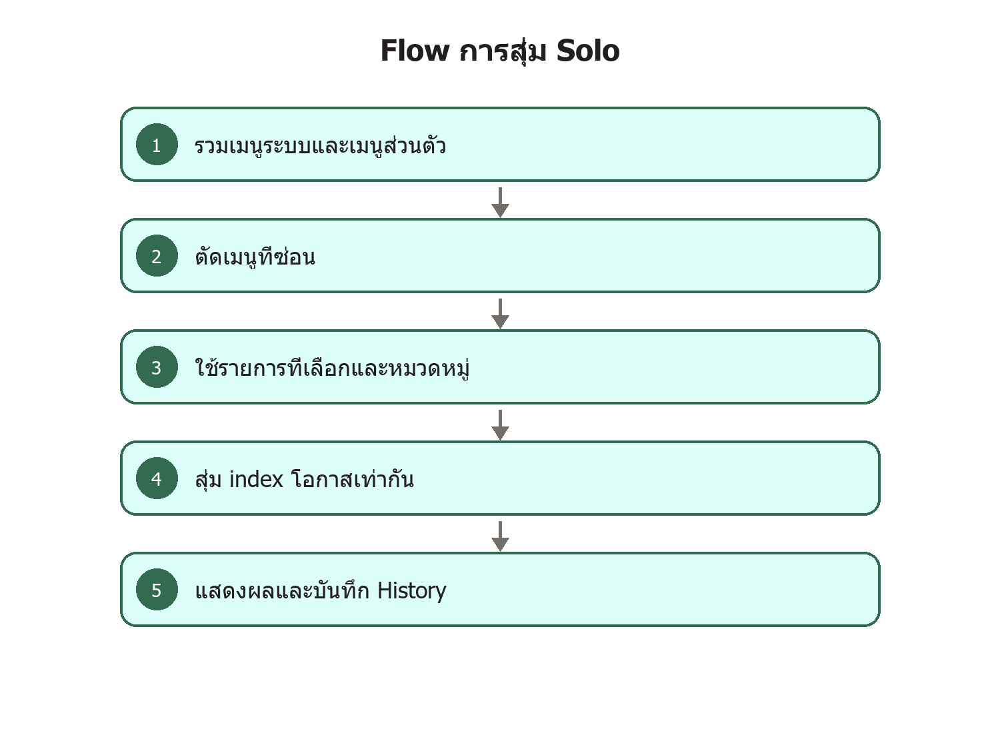 Flow การสุ่ม Solo
1 รวมเมนูระบบและเมนูส่วนตัว
2 ตัดเมนูที่ซ่อน
3 ใช้รายการที่เลือกและหมวดหมู่
4 สุ่ม index โอกาสเท่ากัน
5 แสดงผลและบันทึก History